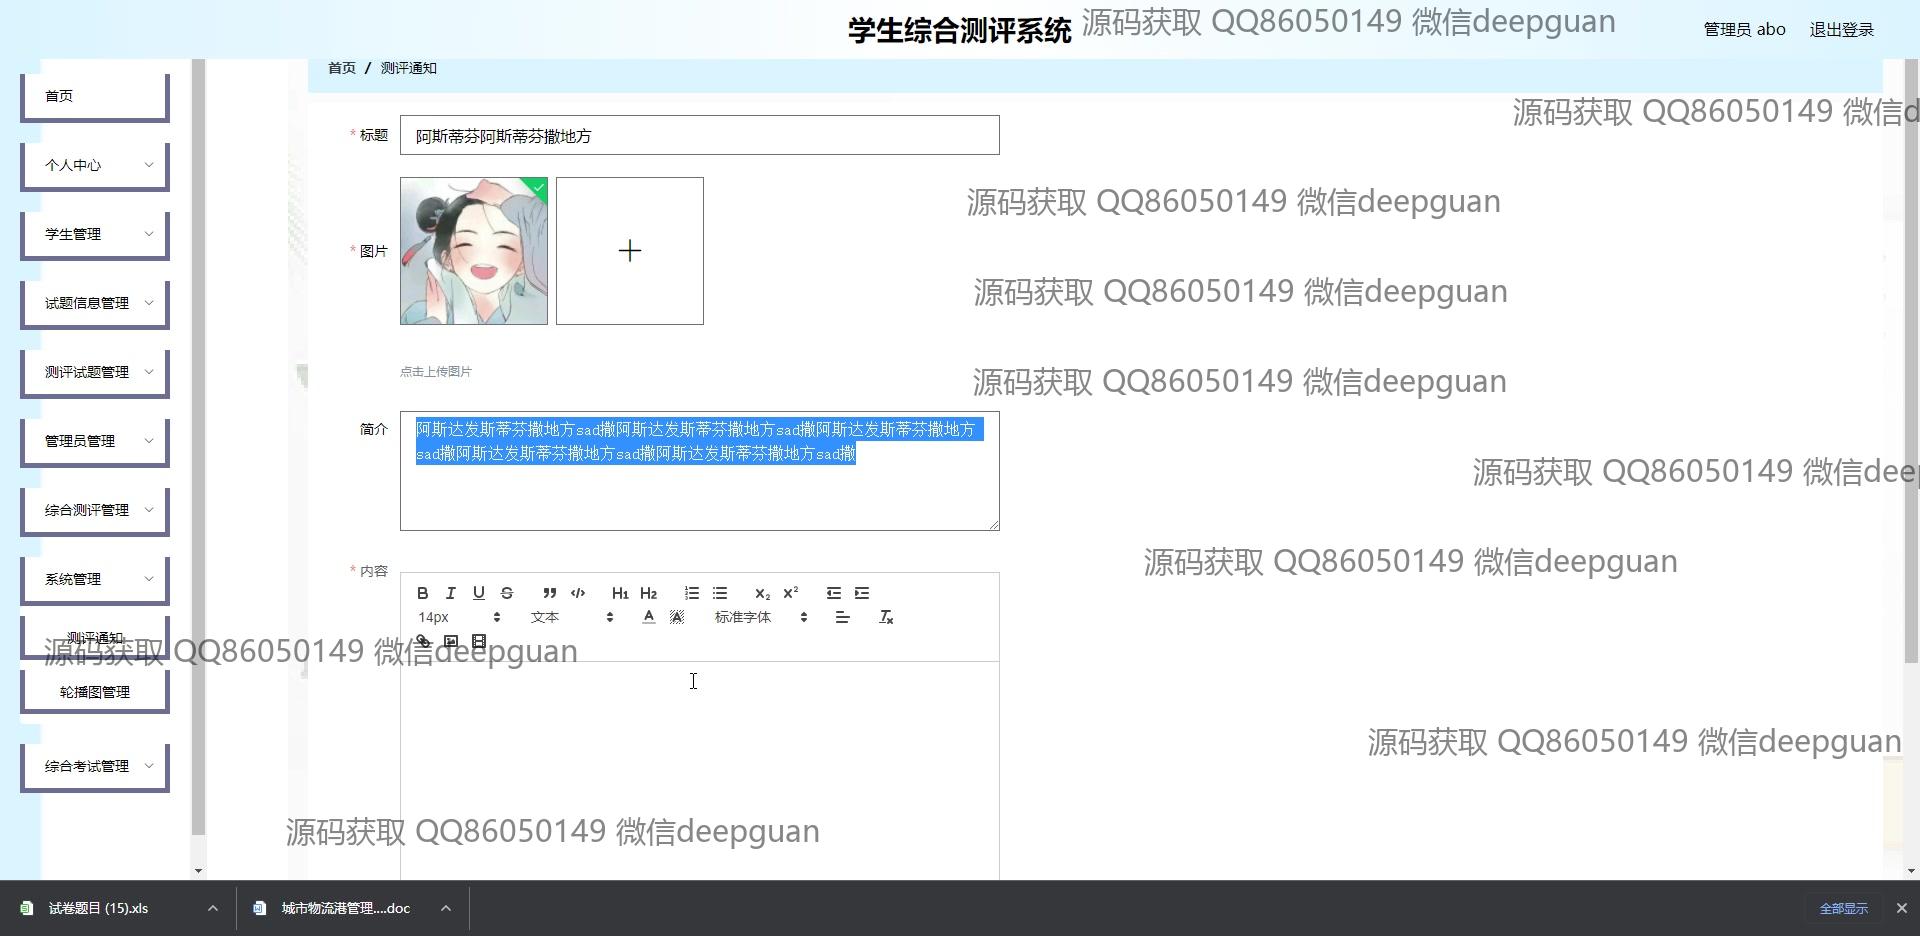 学生综合测评系统
源码获取 QQ86050149 微信deepguan
管理员 abo
退出登录
首页 / 测评通知
首页
个人中心
学生管理
试题信息管理
测评试题管理
管理员管理
综合测评管理
系统管理
测评通知
轮播图管理
综合考试管理
源码获取 QQ86050149 微信d
* 标题
阿斯蒂芬阿斯蒂芬撒地方
源码获取 QQ86050149 微信deepguan
* 图片
源码获取 QQ86050149 微信deepguan
点击上传图片
源码获取 QQ86050149 微信deepguan
简介
阿斯达发斯蒂芬撒地方sad撒阿斯达发斯蒂芬撒地方sad撒阿斯达发斯蒂芬撒地方
sad撒阿斯达发斯蒂芬撒地方sad撒阿斯达发斯蒂芬撒地方sad撒
源码获取 QQ86050149 微信dee
源码获取 QQ86050149 微信deepguan
* 内容
B I U S H1 H2 X₂ X²
14px 文本 A A 标准字体
源码获取 QQ86050149 微信deepguan
源码获取 QQ86050149 微信deepguan
源码获取 QQ86050149 微信deepguan
试卷题目 (15).xls
城市物流港管理....doc
全部显示